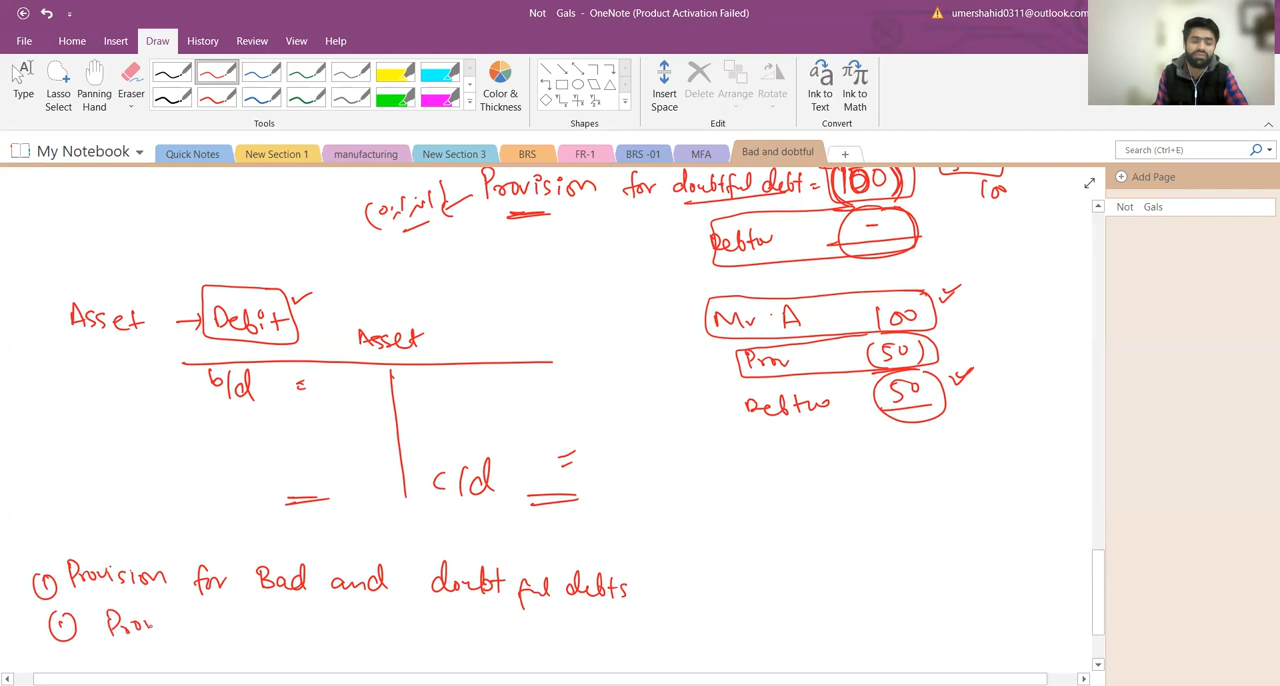 Not Gals - OneNote (Product Activation Failed)
umershahid0311@outlook.com
File Home Insert Draw History Review View Help
Type
Lasso Select
Panning Hand
Eraser
Color & Thickness
Insert Space
Delete
Arrange
Rotate
Ink to Text
Ink to Math
Tools
Shapes
Edit
Convert
My Notebook
Quick Notes
New Section 1
manufacturing
New Section 3
BRS
FR-1
BRS -01
MFA
Bad and dobtful
+
Search (Ctrl+E)
Add Page
Not Gals
Provision for doubtful debt = (100)
100
Debtor -
Asset → Debit
Asset
b/d =
c/d =
Mr. A 100
Prov (50)
Debtor 50
① Provision for Bad and doubtful debts
Prov